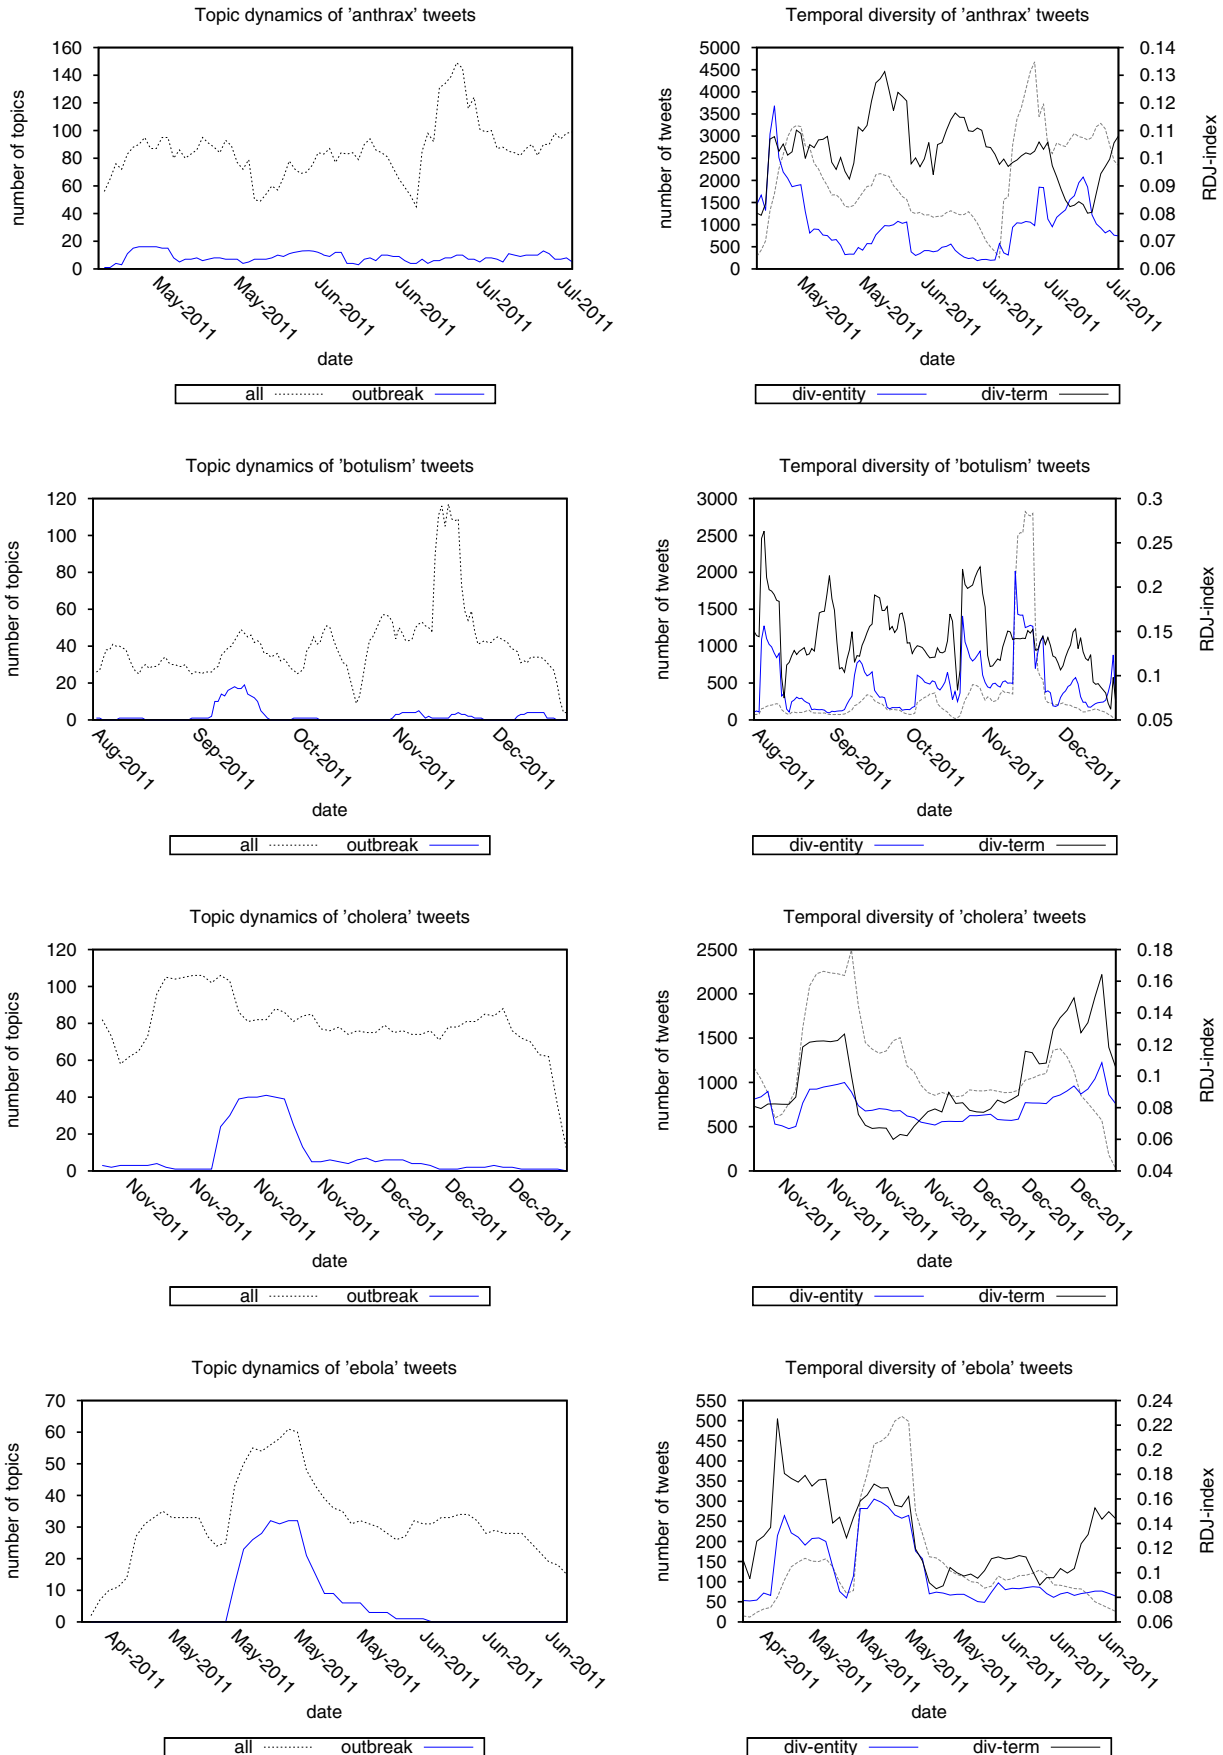 Topic dynamics of 'anthrax' tweets
number of topics
160
140
120
100
80
60
40
20
0
May-2011
May-2011
Jun-2011
Jun-2011
Jul-2011
Jul-2011
date
all
outbreak
Temporal diversity of 'anthrax' tweets
number of tweets
5000
4500
4000
3500
3000
2500
2000
1500
1000
500
0
0.14
0.13
0.12
0.11
0.1
0.09
0.08
0.07
0.06
RDJ-index
May-2011
May-2011
Jun-2011
Jun-2011
Jul-2011
Jul-2011
date
div-entity
div-term
Topic dynamics of 'botulism' tweets
number of topics
120
100
80
60
40
20
0
Aug-2011
Sep-2011
Oct-2011
Nov-2011
Dec-2011
date
all
outbreak
Temporal diversity of 'botulism' tweets
number of tweets
3000
2500
2000
1500
1000
500
0
0.3
0.25
0.2
0.15
0.1
0.05
RDJ-index
Aug-2011
Sep-2011
Oct-2011
Nov-2011
Dec-2011
date
div-entity
div-term
Topic dynamics of 'cholera' tweets
number of topics
120
100
80
60
40
20
0
Nov-2011
Nov-2011
Nov-2011
Nov-2011
Dec-2011
Dec-2011
Dec-2011
date
all
outbreak
Temporal diversity of 'cholera' tweets
number of tweets
2500
2000
1500
1000
500
0
0.18
0.16
0.14
0.12
0.1
0.08
0.06
0.04
RDJ-index
Nov-2011
Nov-2011
Nov-2011
Nov-2011
Dec-2011
Dec-2011
Dec-2011
date
div-entity
div-term
Topic dynamics of 'ebola' tweets
number of topics
70
60
50
40
30
20
10
0
Apr-2011
May-2011
May-2011
May-2011
May-2011
Jun-2011
Jun-2011
Jun-2011
date
all
outbreak
Temporal diversity of 'ebola' tweets
number of tweets
550
500
450
400
350
300
250
200
150
100
50
0
0.24
0.22
0.2
0.18
0.16
0.14
0.12
0.1
0.08
0.06
RDJ-index
Apr-2011
May-2011
May-2011
May-2011
May-2011
Jun-2011
Jun-2011
Jun-2011
date
div-entity
div-term